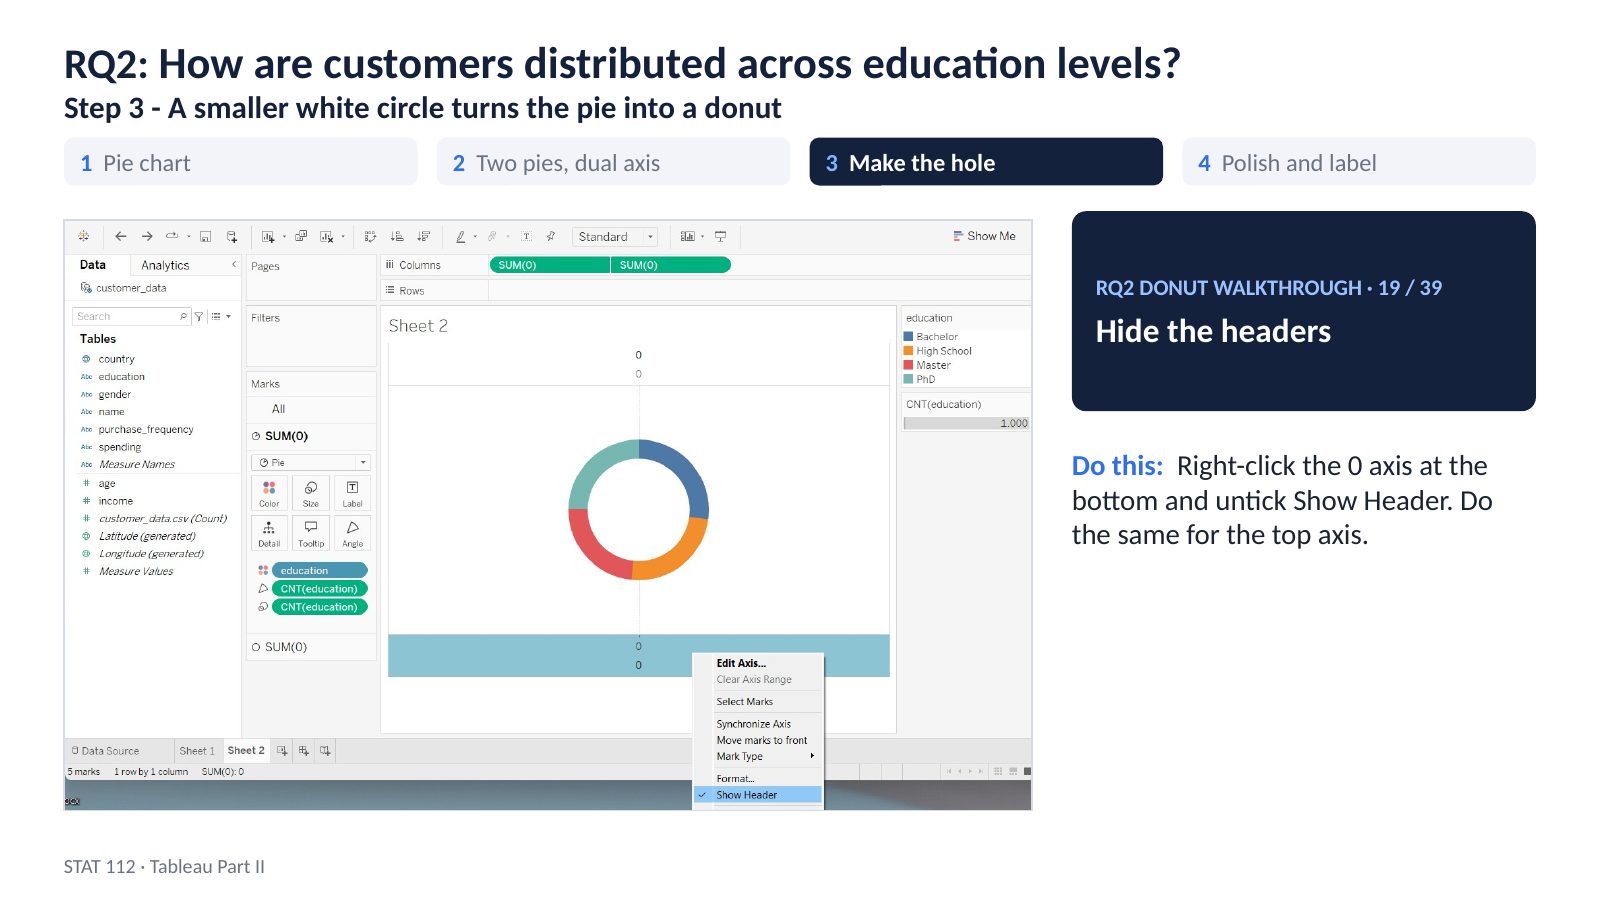 RQ2: How are customers distributed across education levels?
Step 3 - A smaller white circle turns the pie into a donut
1 Pie chart
2 Two pies, dual axis
3 Make the hole
4 Polish and label
Standard
Show Me
Data
Analytics
customer_data
Search
Tables
country
Abc education
Abc gender
Abc name
Abc purchase_frequency
Abc spending
Abc Measure Names
# age
# income
# customer_data.csv (Count)
Latitude (generated)
Longitude (generated)
# Measure Values
Pages
Filters
Marks
All
SUM(0)
Pie
Color
Size
Label
Detail
Tooltip
Angle
education
CNT(education)
CNT(education)
SUM(0)
Columns
SUM(0)
SUM(0)
Rows
Sheet 2
0
0
0
0
Edit Axis...
Clear Axis Range
Select Marks
Synchronize Axis
Move marks to front
Mark Type
Format...
Show Header
education
Bachelor
High School
Master
PhD
CNT(education)
1.000
Data Source
Sheet 1
Sheet 2
5 marks
1 row by 1 column
SUM(0): 0
RQ2 DONUT WALKTHROUGH · 19 / 39
Hide the headers
Do this: Right-click the 0 axis at the
bottom and untick Show Header. Do
the same for the top axis.
STAT 112 · Tableau Part II